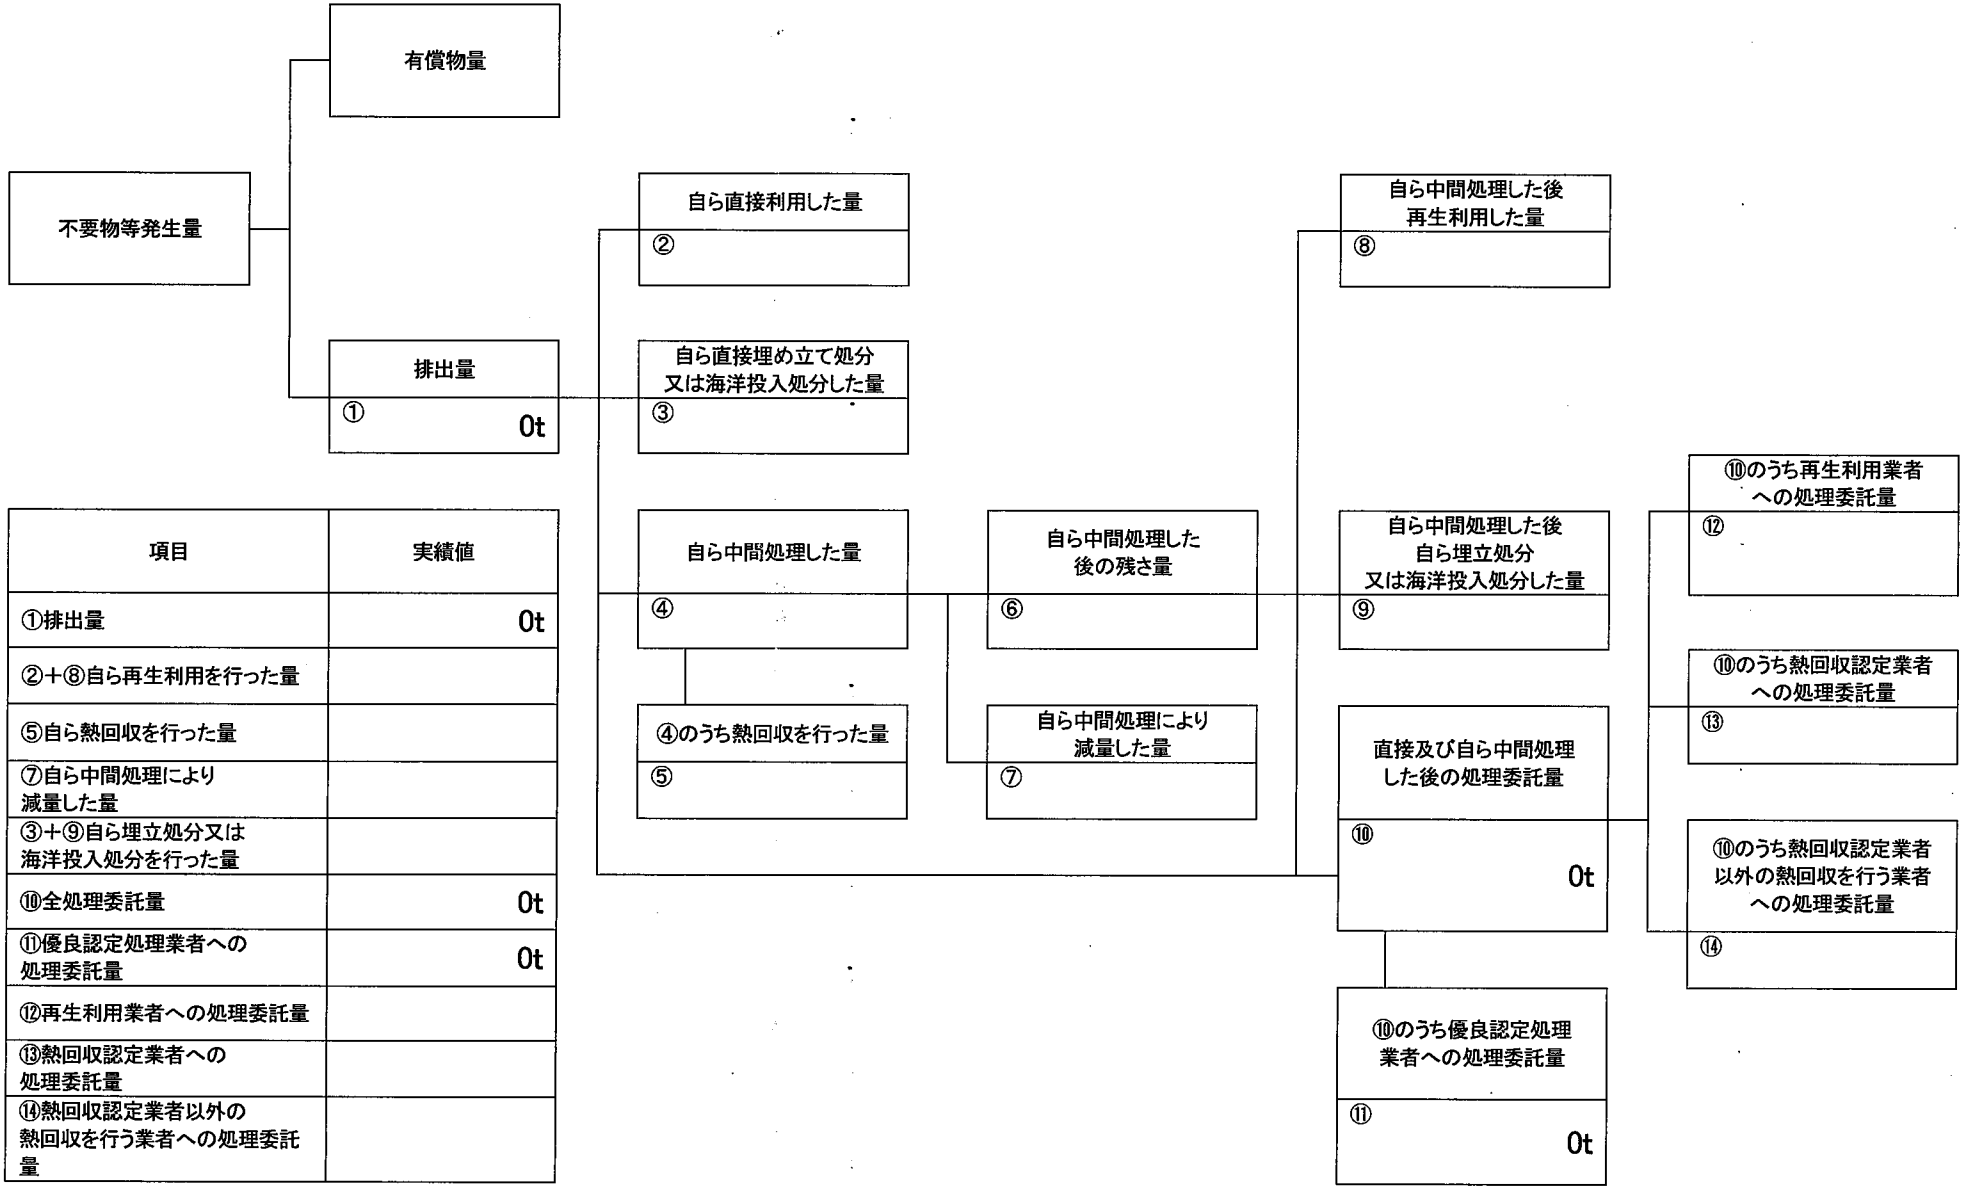 有償物量
不要物等発生量
排出量
①
0t
自ら直接利用した量
②
自ら直接埋め立て処分
又は海洋投入処分した量
③
自ら中間処理した量
④
④のうち熱回収を行った量
⑤
自ら中間処理した
後の残さ量
⑥
自ら中間処理により
減量した量
⑦
自ら中間処理した後
再生利用した量
⑧
自ら中間処理した後
自ら埋立処分
又は海洋投入処分した量
⑨
直接及び自ら中間処理
した後の処理委託量
⑩
0t
⑩のうち優良認定処理
業者への処理委託量
⑪
0t
⑩のうち再生利用業者
への処理委託量
⑫
⑩のうち熱回収認定業者
への処理委託量
⑬
⑩のうち熱回収認定業者
以外の熱回収を行う業者
への処理委託量
⑭
項目 実績値
①排出量 0t
②＋⑧自ら再生利用を行った量
⑤自ら熱回収を行った量
⑦自ら中間処理により
減量した量
③＋⑨自ら埋立処分又は
海洋投入処分を行った量
⑩全処理委託量 0t
⑪優良認定処理業者への
処理委託量 0t
⑫再生利用業者への処理委託量
⑬熱回収認定業者への
処理委託量
⑭熱回収認定業者以外の
熱回収を行う業者への処理委託
量